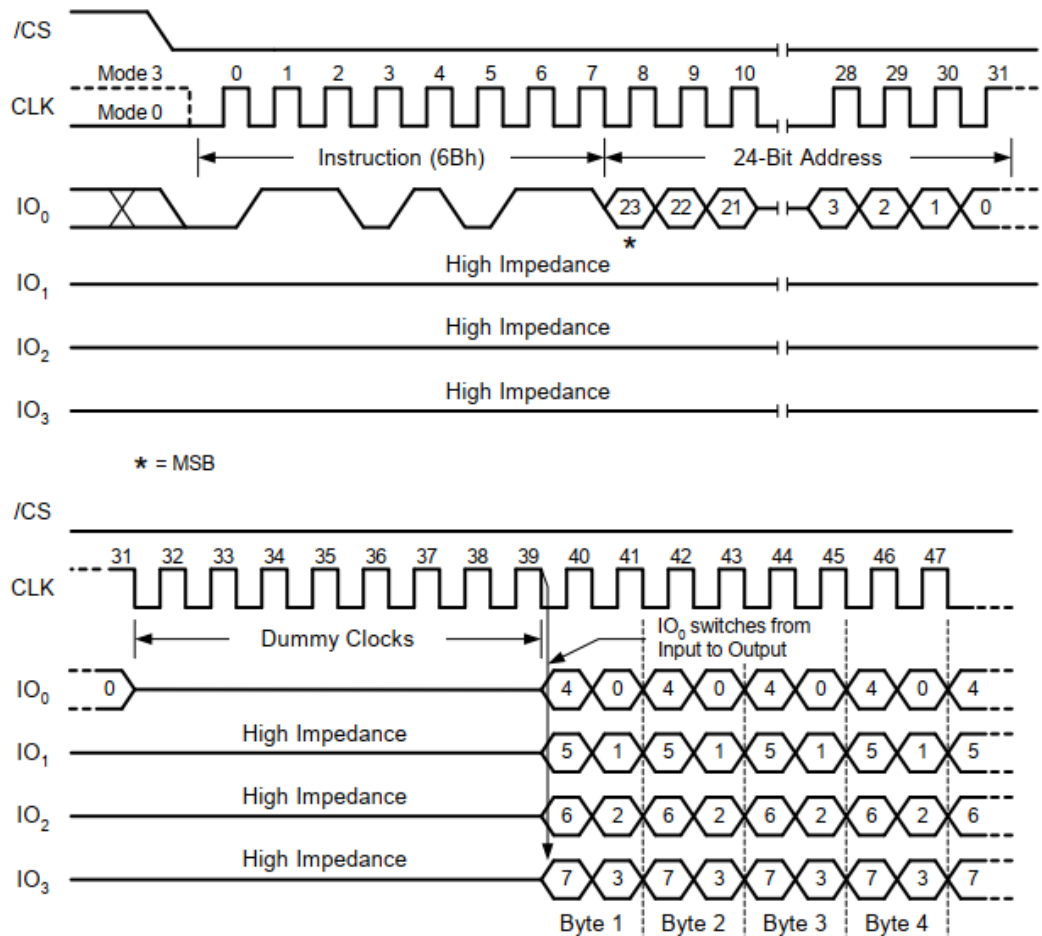 /CS
Mode 3 0 1 2 3 4 5 6 7 8 9 10 28 29 30 31
CLK Mode 0
Instruction (6Bh) 24-Bit Address
IO0 23 22 21 3 2 1 0
*
High Impedance
IO1
High Impedance
IO2
High Impedance
IO3
* = MSB
/CS
31 32 33 34 35 36 37 38 39 40 41 42 43 44 45 46 47
CLK
Dummy Clocks IO0 switches from
Input to Output
IO0 0 4 0 4 0 4 0 4 0 4
High Impedance
IO1 5 1 5 1 5 1 5 1 5
High Impedance
IO2 6 2 6 2 6 2 6 2 6
High Impedance
IO3 7 3 7 3 7 3 7 3 7
Byte 1 Byte 2 Byte 3 Byte 4